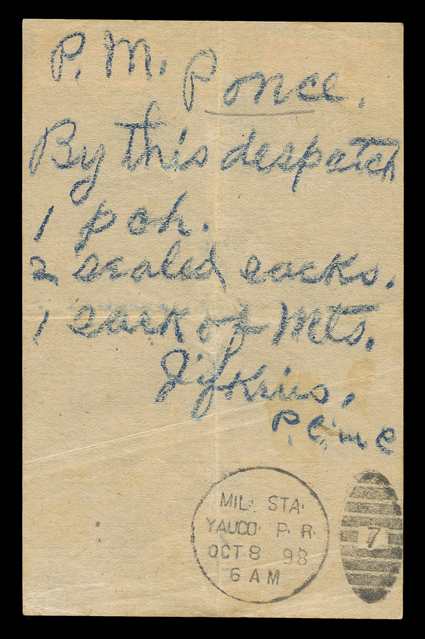 P. M. Ponce.
By this despatch
1 pch.
2 sealed sacks.
1 sack of Mts.
P. C. m C
MIL. STA.
YAUCO P. R.
OCT 8 98
6 AM
7